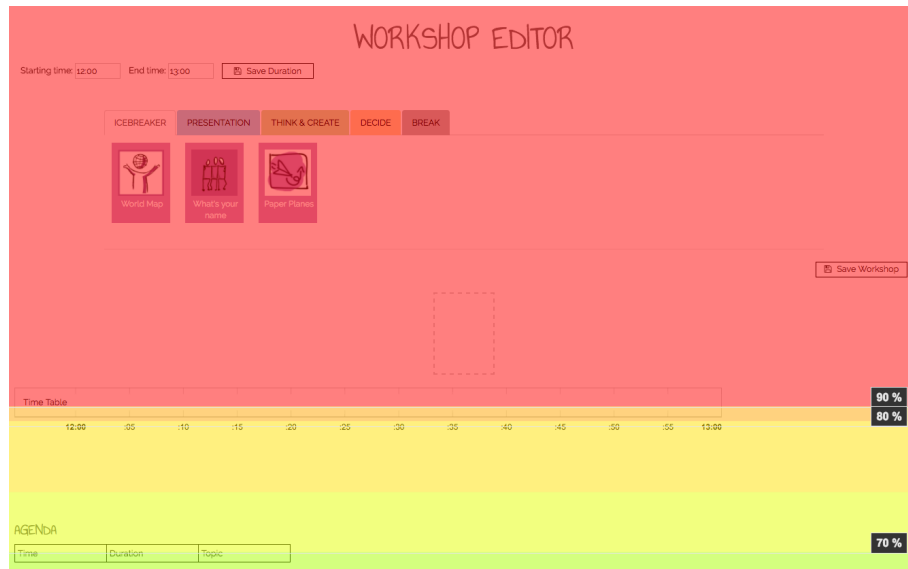 WORKSHOP EDITOR
Starting time: 12:00 End time: 13:00 Save Duration
ICEBREAKER PRESENTATION THINK & CREATE DECIDE BREAK
World Map What's your Paper Planes
name
Save Workshop
90 %
Time Table
80 %
12:00 :05 :10 :15 :20 :25 :30 :35 :40 :45 :50 :55 13:00
AGENDA
70 %
Time Duration Topic